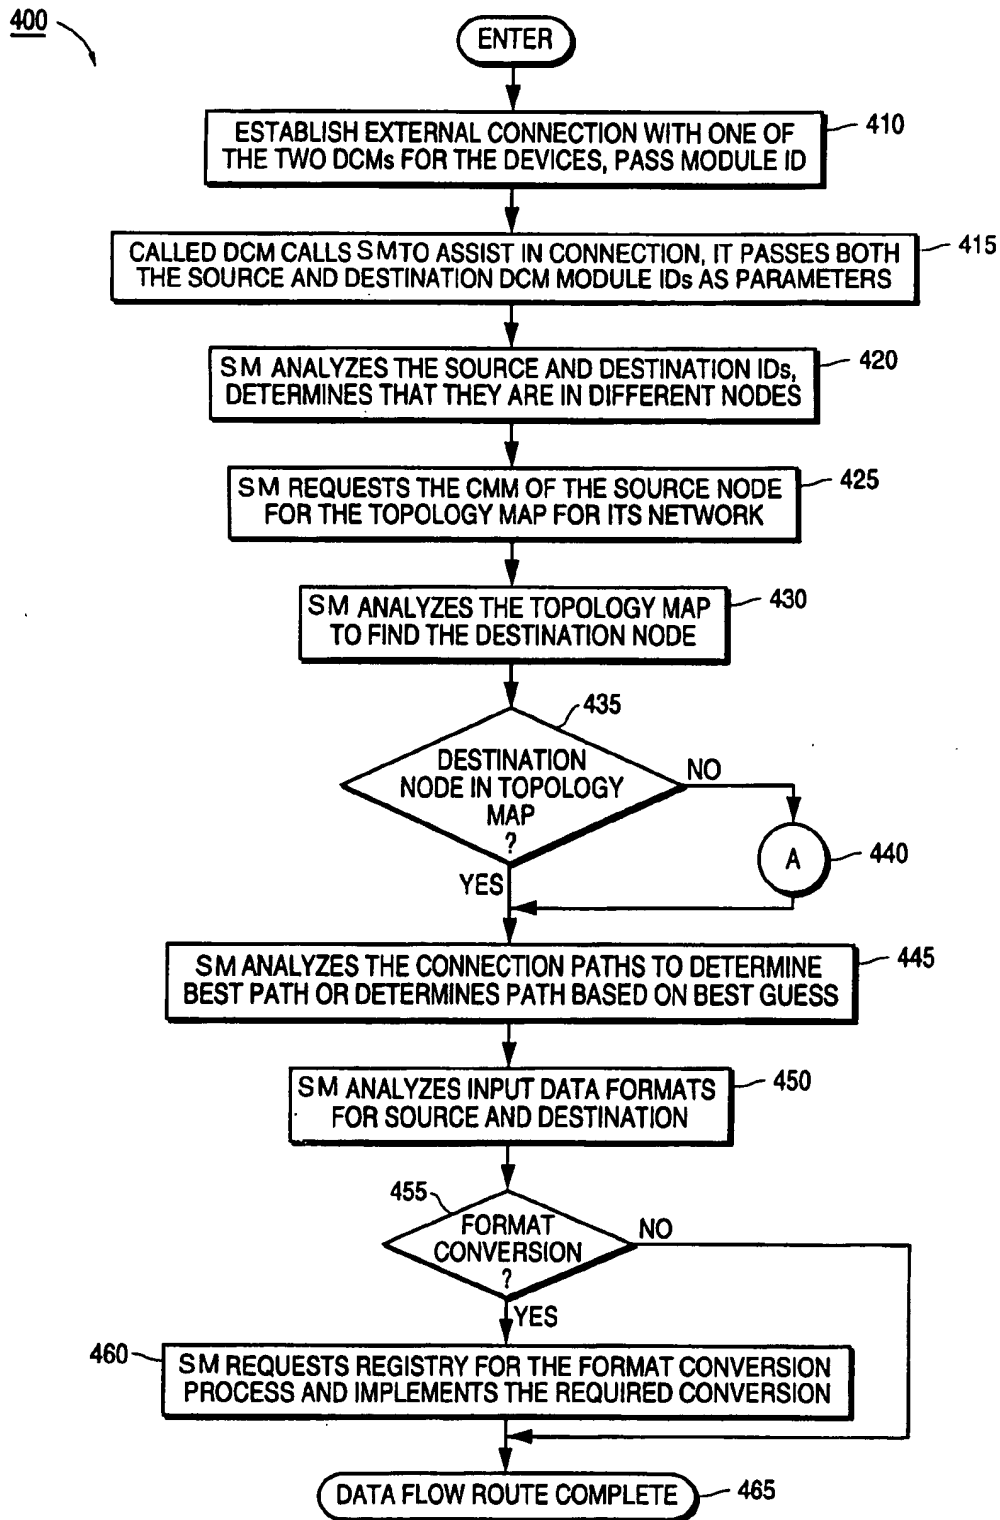 400
ENTER
ESTABLISH EXTERNAL CONNECTION WITH ONE OF
THE TWO DCMs FOR THE DEVICES, PASS MODULE ID
410
CALLED DCM CALLS SM TO ASSIST IN CONNECTION, IT PASSES BOTH
THE SOURCE AND DESTINATION DCM MODULE IDs AS PARAMETERS
415
SM ANALYZES THE SOURCE AND DESTINATION IDs,
DETERMINES THAT THEY ARE IN DIFFERENT NODES
420
SM REQUESTS THE CMM OF THE SOURCE NODE
FOR THE TOPOLOGY MAP FOR ITS NETWORK
425
SM ANALYZES THE TOPOLOGY MAP
TO FIND THE DESTINATION NODE
430
435
DESTINATION
NODE IN TOPOLOGY
MAP
?
NO
A
440
YES
SM ANALYZES THE CONNECTION PATHS TO DETERMINE
BEST PATH OR DETERMINES PATH BASED ON BEST GUESS
445
SM ANALYZES INPUT DATA FORMATS
FOR SOURCE AND DESTINATION
450
455
FORMAT
CONVERSION
?
NO
YES
460
SM REQUESTS REGISTRY FOR THE FORMAT CONVERSION
PROCESS AND IMPLEMENTS THE REQUIRED CONVERSION
DATA FLOW ROUTE COMPLETE
465